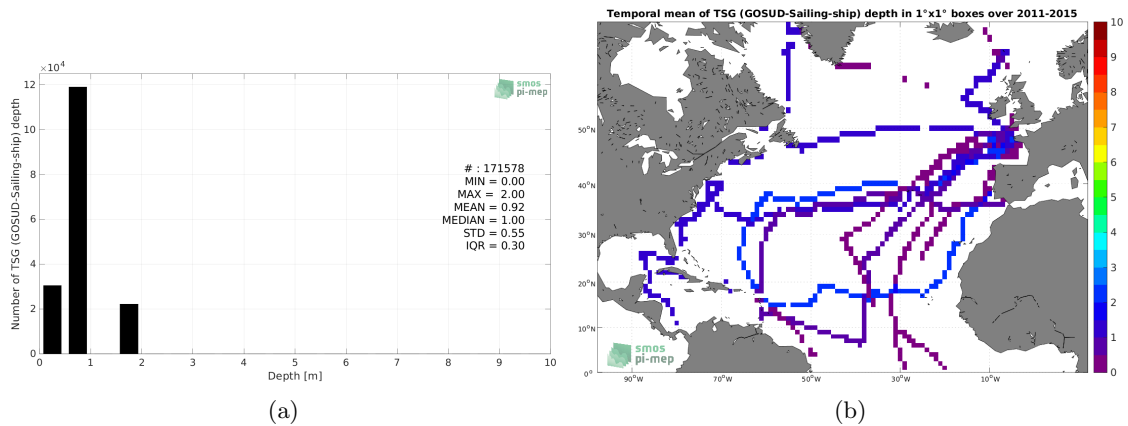 Temporal mean of TSG (GOSUD-Sailing-ship) depth in 1°x1° boxes over 2011-2015
×10⁴
smos
pi-mep
12
10
8
6
4
2
0
Number of TSG (GOSUD-Sailing-ship) depth
# : 171578
MIN = 0.00
MAX = 2.00
MEAN = 0.92
MEDIAN = 1.00
STD = 0.55
IQR = 0.30
0 1 2 3 4 5 6 7 8 9 10
Depth [m]
(a)
50°N
40°N
30°N
20°N
10°N
0°
90°W 70°W 50°W 30°W 10°W
smos
pi-mep
10
9
8
7
6
5
4
3
2
1
0
(b)